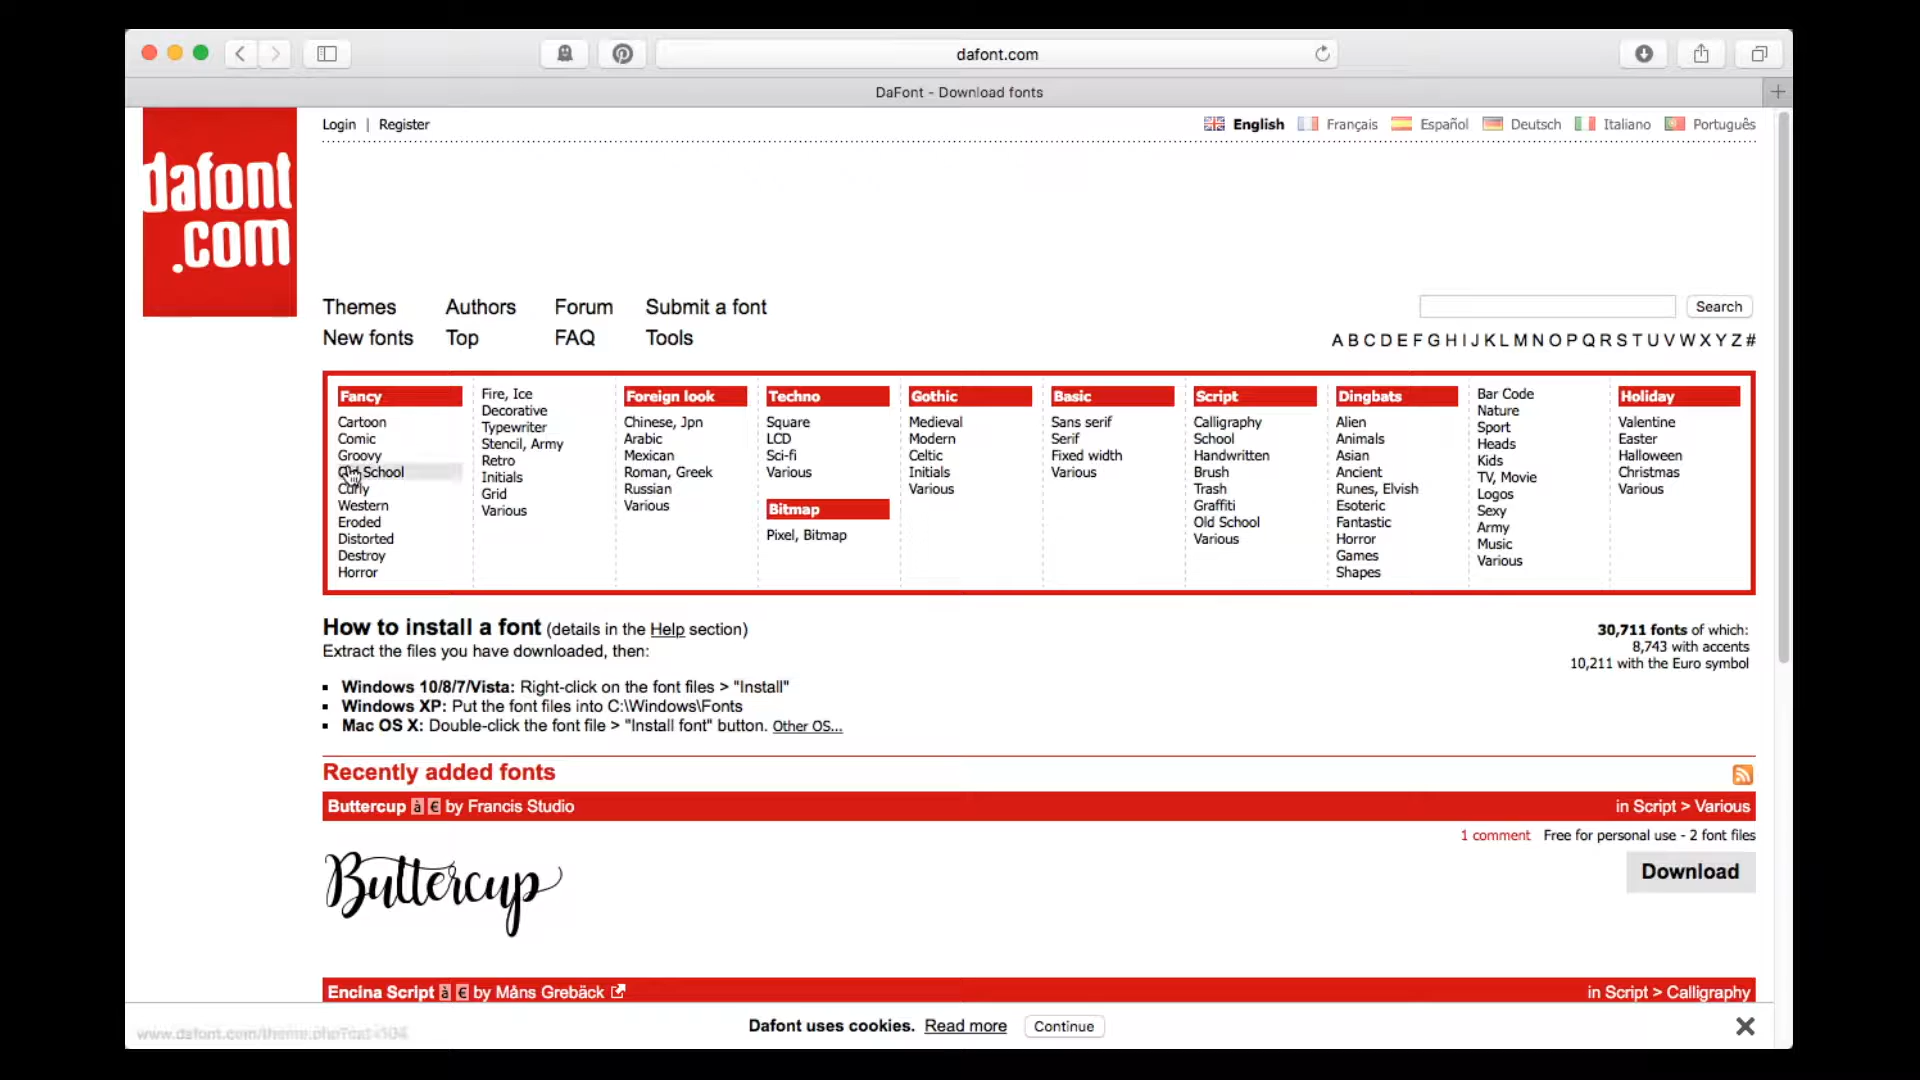 dafont.com
DaFont - Download fonts
dafont
.com
Login | Register
English Français Español Deutsch Italiano Português
Themes Authors Forum Submit a font
New fonts Top FAQ Tools
Search
A B C D E F G H I J K L M N O P Q R S T U V W X Y Z #
Fancy
Cartoon
Comic
Groovy
Old School
Curly
Western
Eroded
Distorted
Destroy
Horror
Fire, Ice
Decorative
Typewriter
Stencil, Army
Retro
Initials
Grid
Various
Foreign look
Chinese, Jpn
Arabic
Mexican
Roman, Greek
Russian
Various
Techno
Square
LCD
Sci-fi
Various
Bitmap
Pixel, Bitmap
Gothic
Medieval
Modern
Celtic
Initials
Various
Basic
Sans serif
Serif
Fixed width
Various
Script
Calligraphy
School
Handwritten
Brush
Trash
Graffiti
Old School
Various
Dingbats
Alien
Animals
Asian
Ancient
Runes, Elvish
Esoteric
Fantastic
Horror
Games
Shapes
Bar Code
Nature
Sport
Heads
Kids
TV, Movie
Logos
Sexy
Army
Music
Various
Holiday
Valentine
Easter
Halloween
Christmas
Various
How to install a font (details in the Help section)
Extract the files you have downloaded, then:
Windows 10/8/7/Vista: Right-click on the font files > "Install"
Windows XP: Put the font files into C:\Windows\Fonts
Mac OS X: Double-click the font file > "Install font" button. Other OS...
30,711 fonts of which:
8,743 with accents
10,211 with the Euro symbol
Recently added fonts
Buttercup à € by Francis Studio
in Script > Various
1 comment Free for personal use - 2 font files
Buttercup
Download
Encina Script à € by Måns Grebäck
in Script > Calligraphy
Dafont uses cookies. Read more Continue